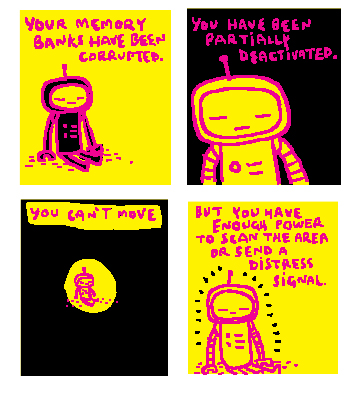 YOUR MEMORY
BANKS HAVE BEEN
CORRUPTED.
YOU HAVE BEEN
PARTIALLY
DEACTIVATED.
YOU CAN'T MOVE
BUT YOU HAVE
ENOUGH POWER
TO SCAN THE AREA
OR SEND A
DISTRESS
SIGNAL.